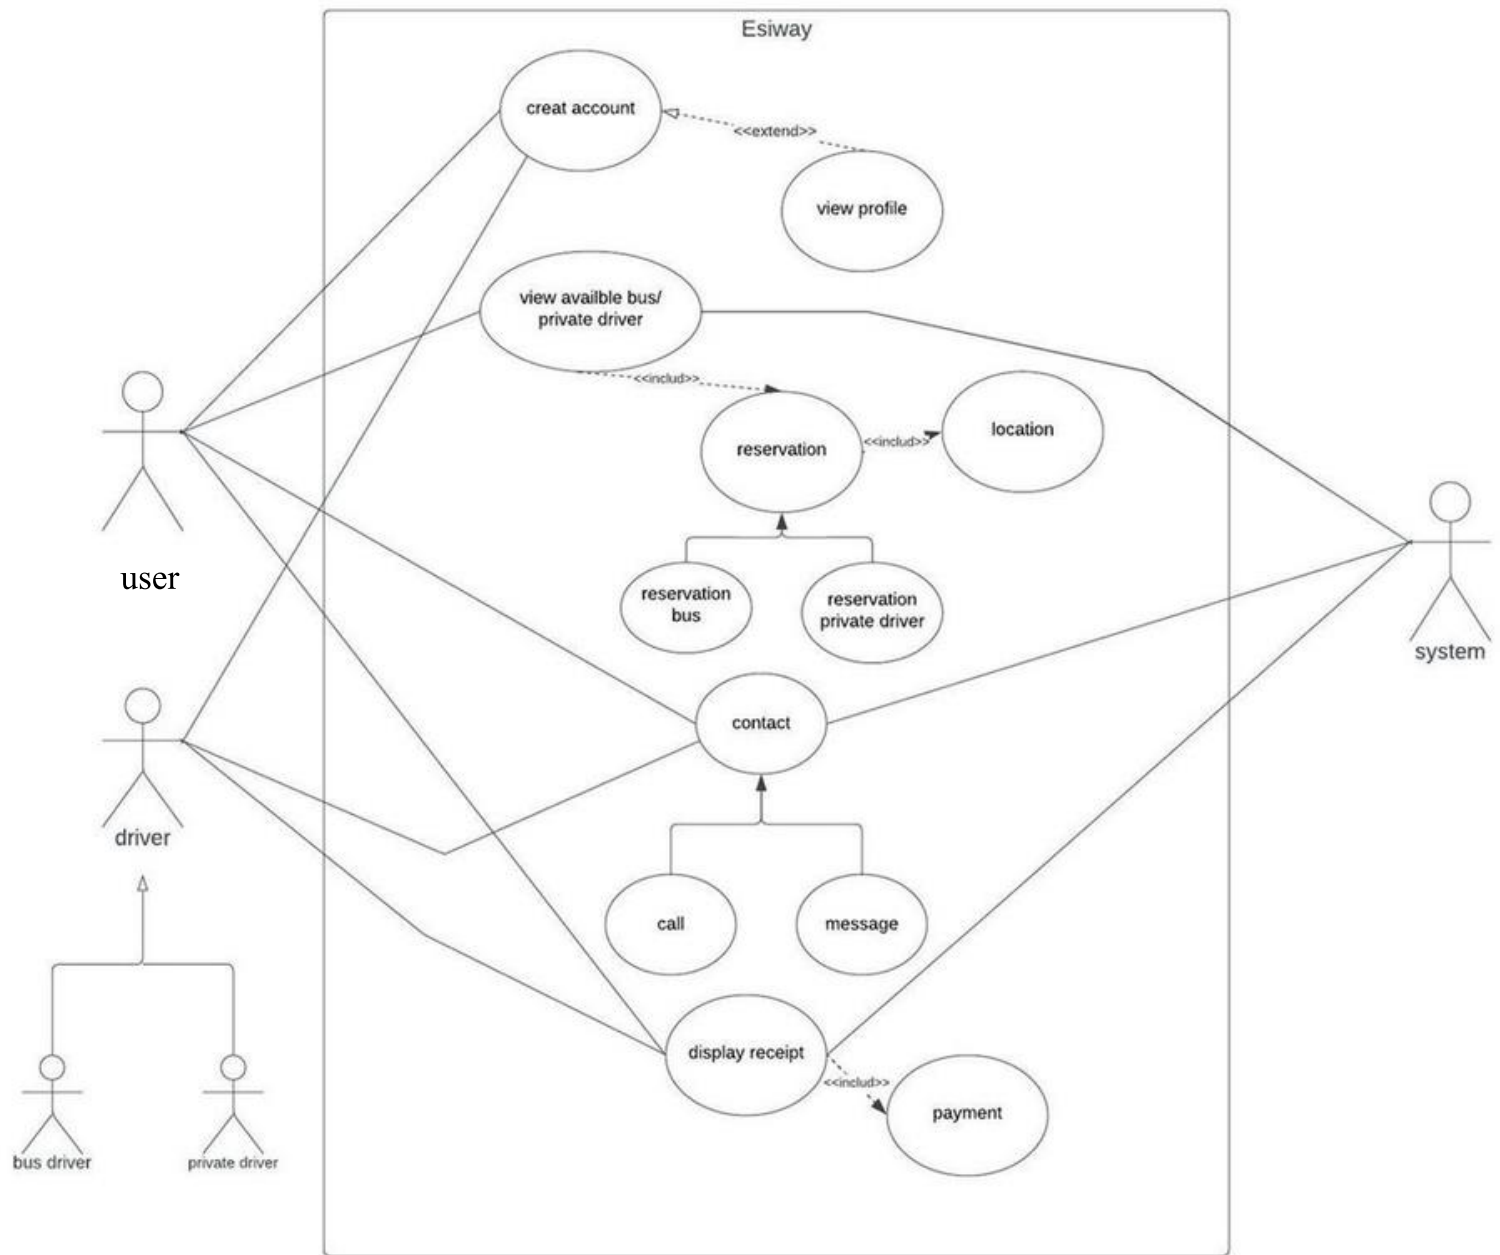 Esiway
creat account
<<extend>>
view profile
view availble bus/
private driver
<<includ>>
reservation
<<includ>>
location
reservation
bus
reservation
private driver
user
system
contact
driver
call
message
display receipt
<<includ>>
payment
bus driver
private driver